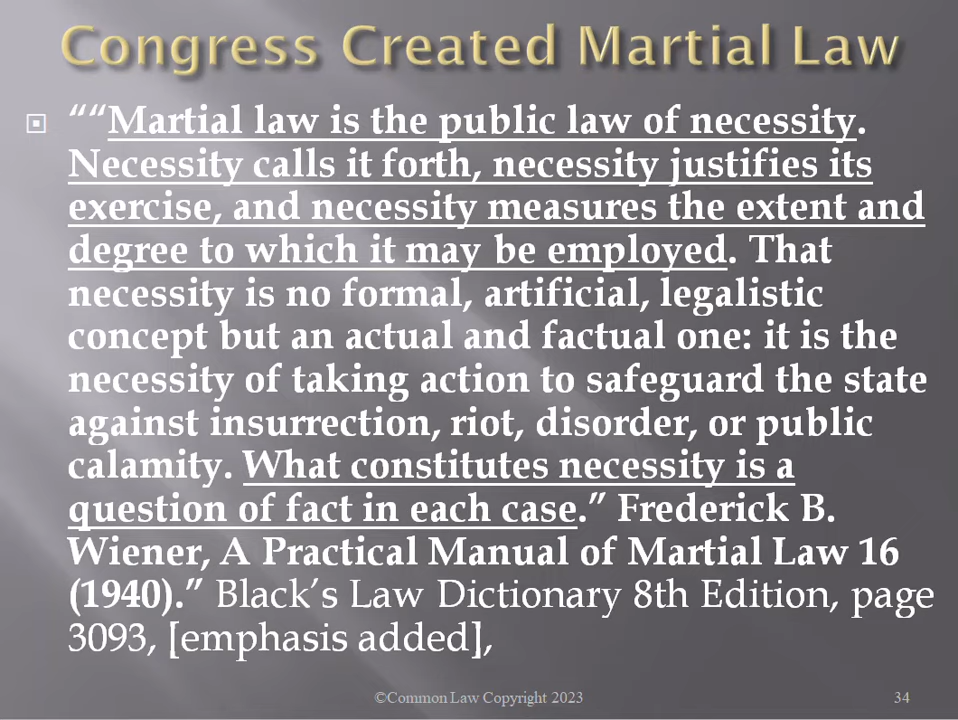 Congress Created Martial Law
““Martial law is the public law of necessity.
Necessity calls it forth, necessity justifies its
exercise, and necessity measures the extent and
degree to which it may be employed. That
necessity is no formal, artificial, legalistic
concept but an actual and factual one: it is the
necessity of taking action to safeguard the state
against insurrection, riot, disorder, or public
calamity. What constitutes necessity is a
question of fact in each case.” Frederick B.
Wiener, A Practical Manual of Martial Law 16
(1940).” Black’s Law Dictionary 8th Edition, page
3093, [emphasis added],
©Common Law Copyright 2023
34